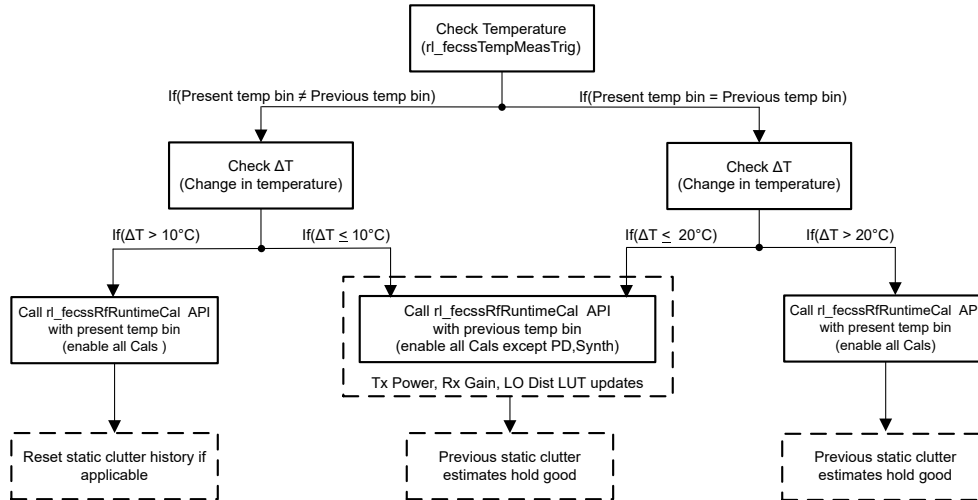 Check Temperature
(rl_fecssTempMeasTrig)
If(Present temp bin ≠ Previous temp bin)
If(Present temp bin = Previous temp bin)
Check ΔT
(Change in temperature)
Check ΔT
(Change in temperature)
If(ΔT > 10°C)
If(ΔT ≤ 10°C)
If(ΔT ≤ 20°C)
If(ΔT > 20°C)
Call rl_fecssRfRuntimeCal API
with present temp bin
(enable all Cals )
Call rl_fecssRfRuntimeCal API
with previous temp bin
(enable all Cals except PD,Synth)
Tx Power, Rx Gain, LO Dist LUT updates
Call rl_fecssRfRuntimeCal API
with present temp bin
(enable all Cals)
Reset static clutter history if
applicable
Previous static clutter
estimates hold good
Previous static clutter
estimates hold good